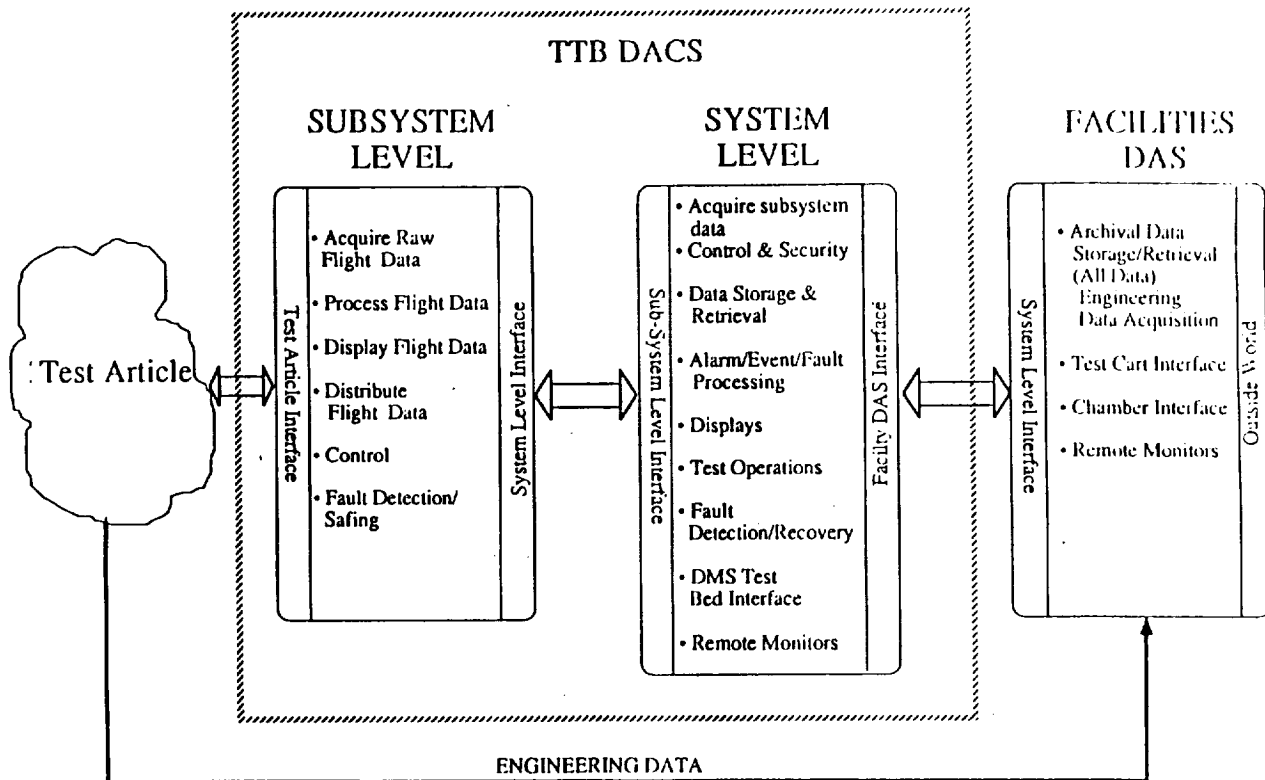 TTB DACS
SUBSYSTEM
LEVEL
SYSTEM
LEVEL
FACILITIES
DAS
Test Article
Test Article Interface
• Acquire Raw
Flight Data
• Process Flight Data
• Display Flight Data
• Distribute
Flight Data
• Control
• Fault Detection/
Safing
System Level Interface
Sub-System Level Interface
• Acquire subsystem
data
• Control & Security
• Data Storage &
Retrieval
• Alarm/Event/Fault
Processing
• Displays
• Test Operations
• Fault
Detection/Recovery
• DMS Test
Bed Interface
• Remote Monitors
Facilty DAS Interface
System Level Interface
• Archival Data
Storage/Retrieval
(All Data)
Engineering
Data Acquisition
• Test Cart Interface
• Chamber Interface
• Remote Monitors
Outside World
ENGINEERING DATA